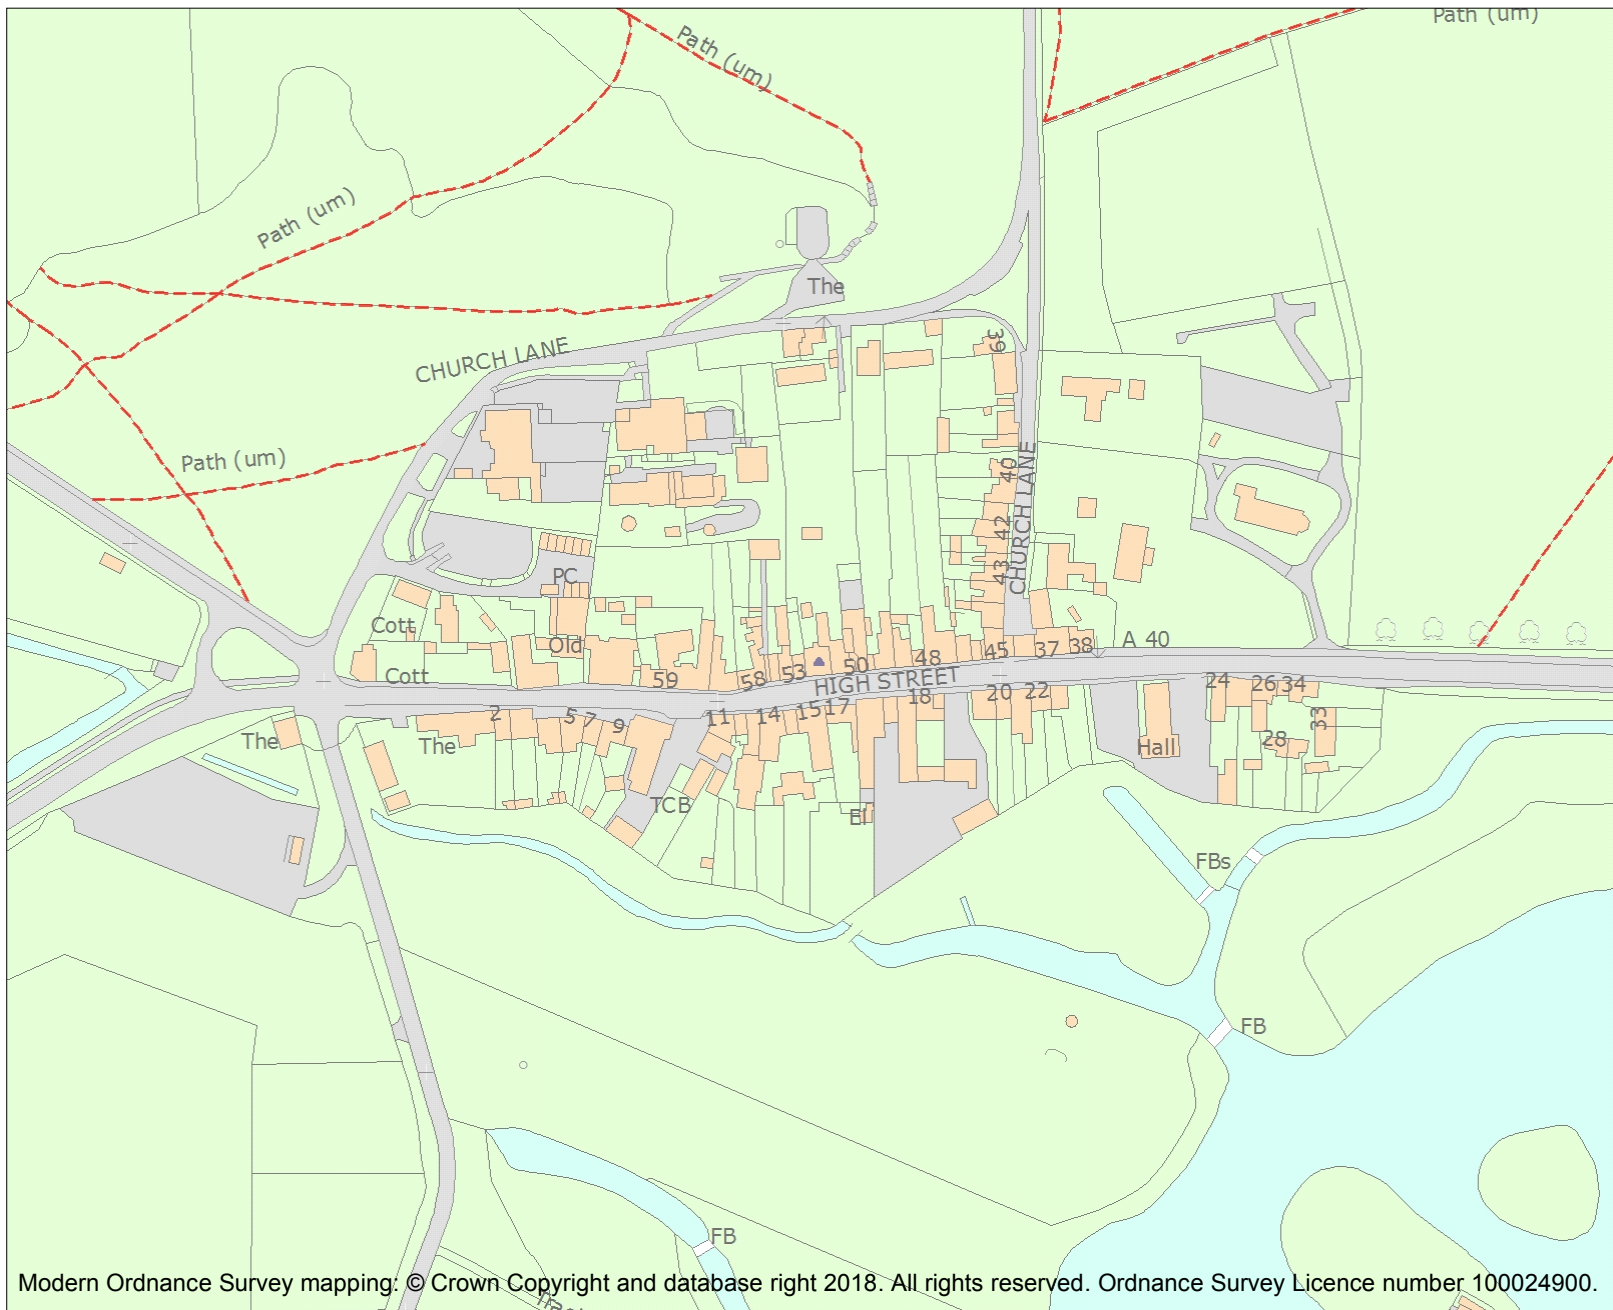 Path (um)
Path (um)
Path (um)
The
CHURCH LANE
39
Path (um)
40
CHURCH LANE
42
43
PC
Cott
Old
Cott
59
58
53
50
48
45
37
38
A 40
HIGH STREET
2
5
7
9
11
14
15
17
18
20
22
24
26
34
33
28
The
The
Hall
TCB
El
FBs
FB
FB
Modern Ordnance Survey mapping: © Crown Copyright and database right 2018. All rights reserved. Ordnance Survey Licence number 100024900.